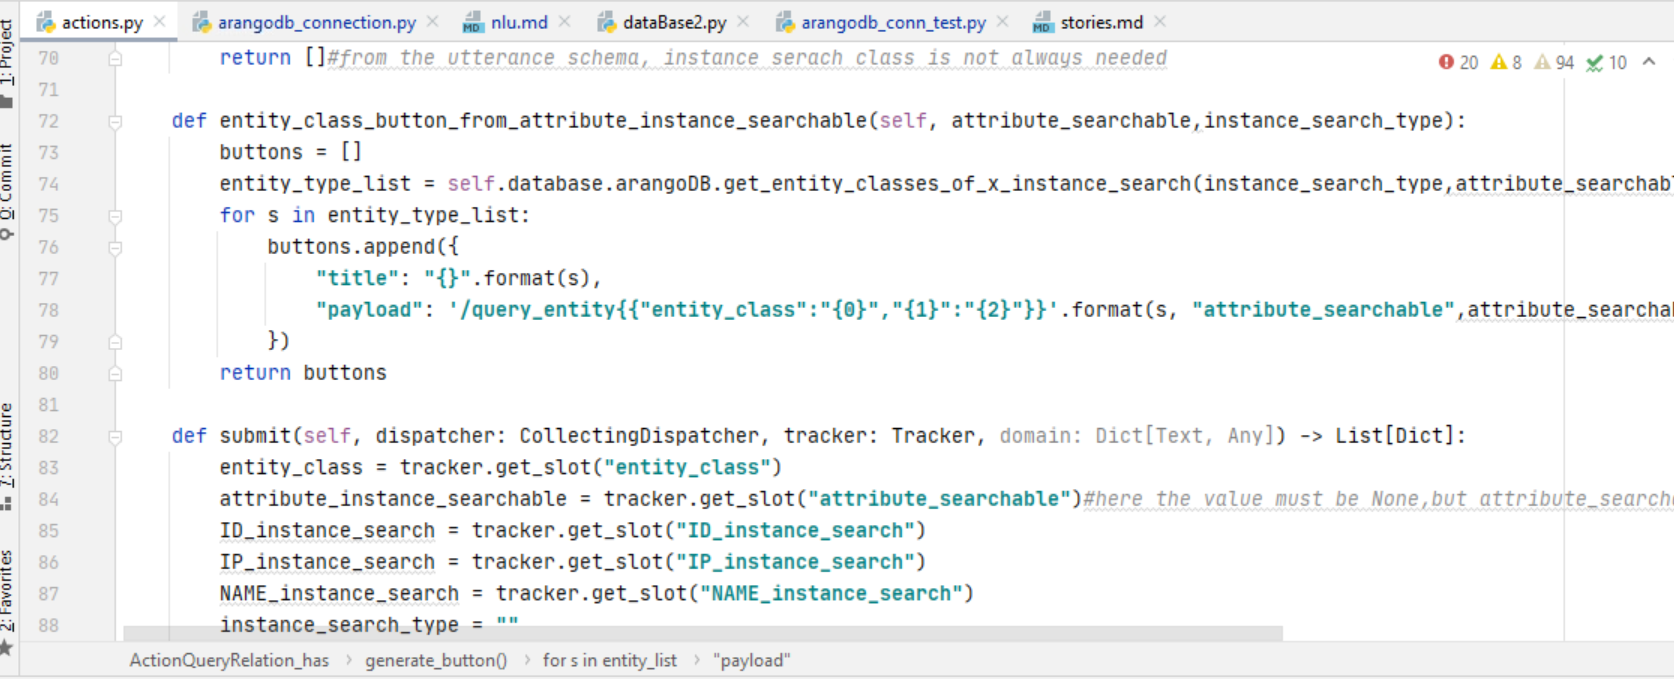 actions.py arangodb_connection.py nlu.md dataBase2.py arangodb_conn_test.py stories.md
1: Project
0: Commit
7: Structure
2: Favorites
20 8 94 10
70 return []#from the utterance schema, instance serach class is not always needed
71
72 def entity_class_button_from_attribute_instance_searchable(self, attribute_searchable,instance_search_type):
73 buttons = []
74 entity_type_list = self.database.arangoDB.get_entity_classes_of_x_instance_search(instance_search_type,attribute_searchabl
75 for s in entity_type_list:
76 buttons.append({
77 "title": "{}".format(s),
78 "payload": '/query_entity{{"entity_class":"{0}","{1}":"{2}"}}'.format(s, "attribute_searchable",attribute_searchab
79 })
80 return buttons
81
82 def submit(self, dispatcher: CollectingDispatcher, tracker: Tracker, domain: Dict[Text, Any]) -> List[Dict]:
83 entity_class = tracker.get_slot("entity_class")
84 attribute_instance_searchable = tracker.get_slot("attribute_searchable")#here the value must be None,but attribute_search
85 ID_instance_search = tracker.get_slot("ID_instance_search")
86 IP_instance_search = tracker.get_slot("IP_instance_search")
87 NAME_instance_search = tracker.get_slot("NAME_instance_search")
88 instance_search_type = ""
ActionQueryRelation_has › generate_button() › for s in entity_list › "payload"